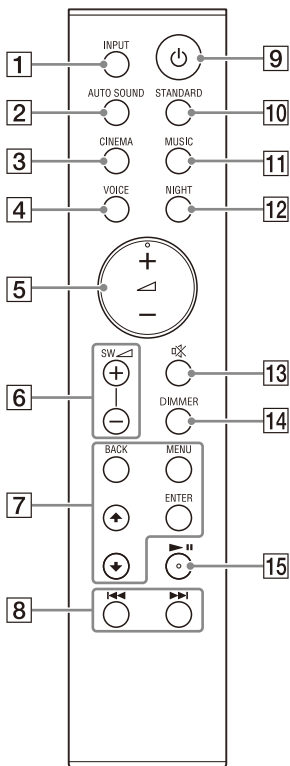 INPUT
1
9
AUTO SOUND STANDARD
2
10
CINEMA MUSIC
3
11
VOICE NIGHT
4
12
+
5
−
SW
+
6
−
13
DIMMER
14
BACK MENU
7
ENTER
15
8